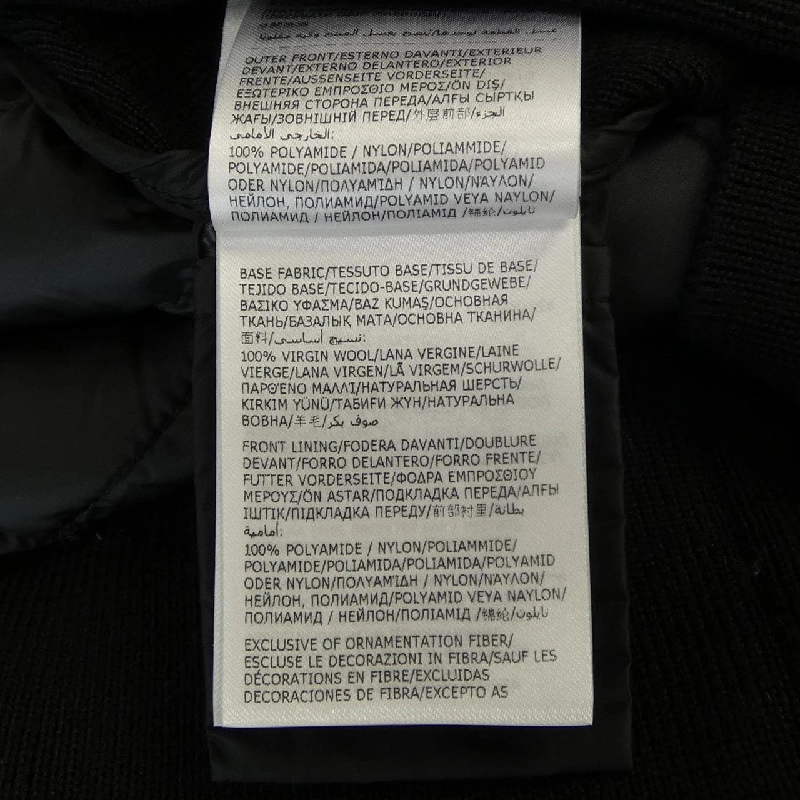 OUTER FRONT/ESTERNO DAVANTI/EXTERIEUR
DEVANT/EXTERNO DELANTERO/EXTERIOR
FRENTE/AUSSENSEITE VORDERSEITE/
ΕΞΩΤΕΡΙΚΟ ΕΜΠΡΟΣΘΙΟ ΜΕΡΟΣ/ÖN DIŞ/
ВНЕШНЯЯ СТОРОНА ПЕРЕДА/АЛҒЫ СЫРТҚЫ
ЖАҒЫ/ЗОВНІШНІЙ ПЕРЕД/外层前部/الجزء
الخارجي الأمامي:
100% POLYAMIDE / NYLON/POLIAMMIDE/
POLYAMIDE/POLIAMIDA/POLIAMIDA/POLYAMID
ODER NYLON/ΠΟΛΥΑΜΊΔΗ / NYLON/ΝΆΥΛΟΝ/
НЕЙЛОН, ПОЛИАМИД/POLYAMID VEYA NAYLON/
ПОЛИАМИД / НЕЙЛОН/ПОЛІАМІД /锦纶/نايلون
BASE FABRIC/TESSUTO BASE/TISSU DE BASE/
TEJIDO BASE/TECIDO-BASE/GRUNDGEWEBE/
ΒΑΣΙΚΟ ΥΦΑΣΜΑ/BAZ KUMAŞ/ОСНОВНАЯ
ТКАНЬ/БАЗАЛЫҚ МАТА/ОСНОВНА ТКАНИНА/
面料/نسيج أساسي:
100% VIRGIN WOOL/LANA VERGINE/LAINE
VIERGE/LANA VIRGEN/LÃ VIRGEM/SCHURWOLLE/
ΠΑΡΘΈΝΟ ΜΑΛΛΊ/НАТУРАЛЬНАЯ ШЕРСТЬ/
KIRKIM YÜNÜ/ТАБИҒИ ЖҮН/НАТУРАЛЬНА
ВОВНА/羊毛/صوف بكر
FRONT LINING/FODERA DAVANTI/DOUBLURE
DEVANT/FORRO DELANTERO/FORRO FRENTE/
FUTTER VORDERSEITE/ΦΟΔΡΑ ΕΜΠΡΟΣΘΙΟΥ
ΜΕΡΟΥΣ/ÖN ASTAR/ПОДКЛАДКА ПЕРЕДА/АЛҒЫ
ІШТІК/ПІДКЛАДКА ПЕРЕДУ/前部衬里/بطانة
أمامية:
100% POLYAMIDE / NYLON/POLIAMMIDE/
POLYAMIDE/POLIAMIDA/POLIAMIDA/POLYAMID
ODER NYLON/ΠΟΛΥΑΜΊΔΗ / NYLON/ΝΆΥΛΟΝ/
НЕЙЛОН, ПОЛИАМИД/POLYAMID VEYA NAYLON/
ПОЛИАМИД / НЕЙЛОН/ПОЛІАМІД /锦纶/نايلون
EXCLUSIVE OF ORNAMENTATION FIBER/
ESCLUSE LE DECORAZIONI IN FIBRA/SAUF LES
DÉCORATIONS EN FIBRE/EXCLUIDAS
DECORACIONES DE FIBRA/EXCEPTO AS